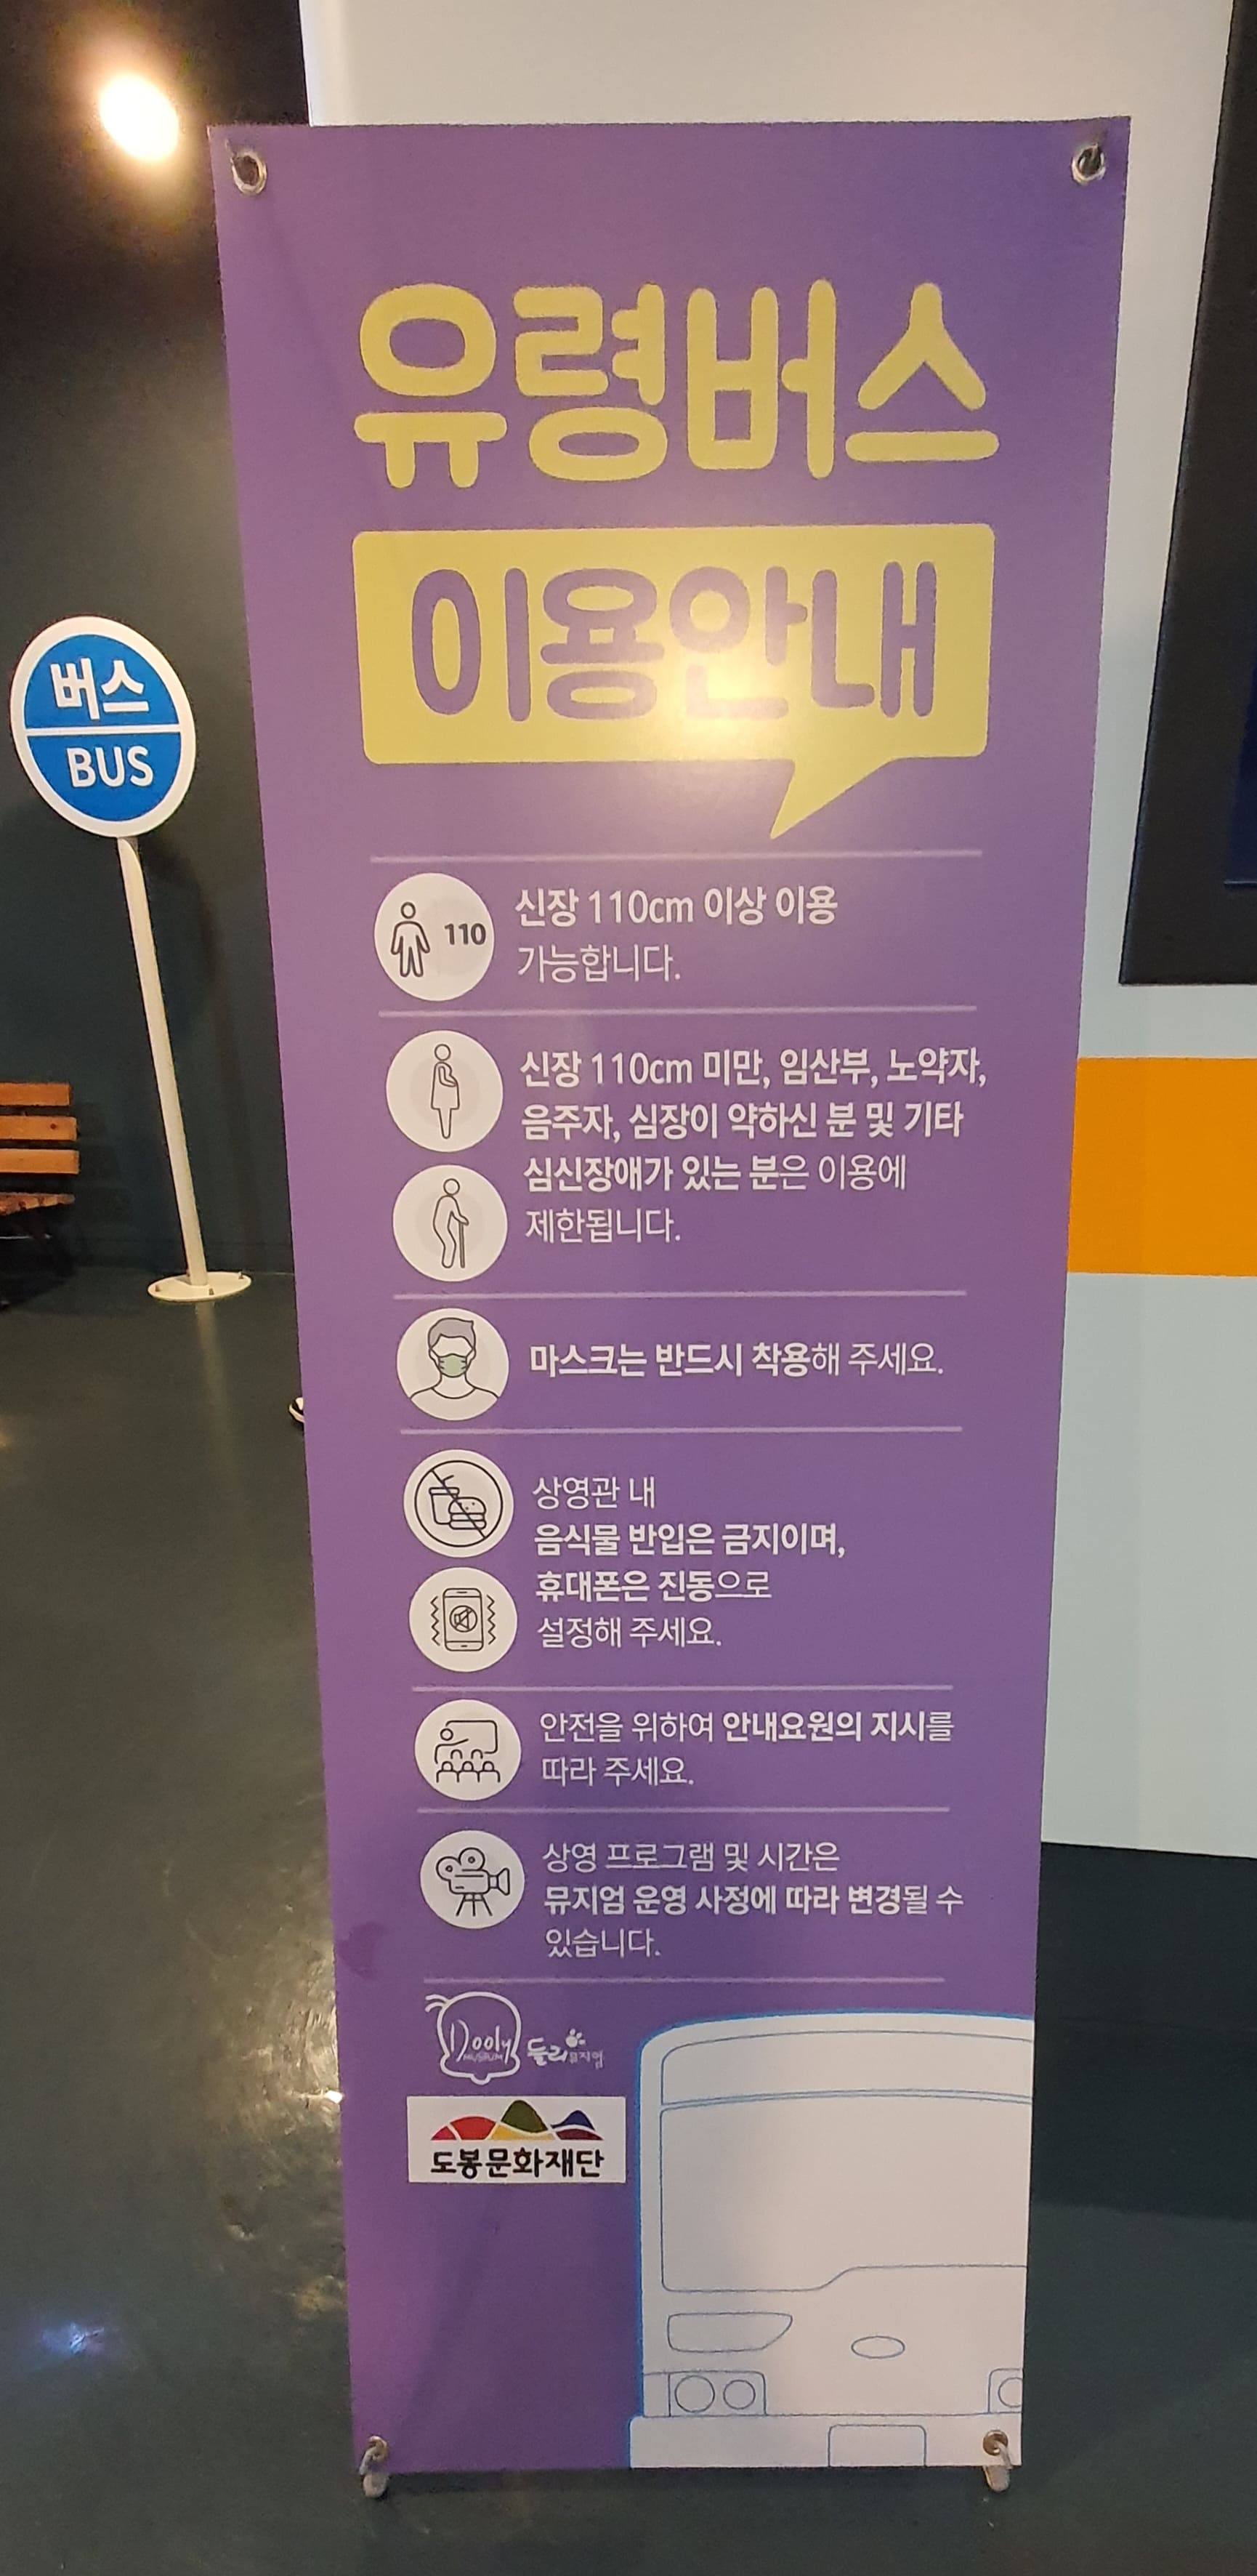 유령버스
이용안내
버스
BUS
110
신장 110cm 이상 이용
가능합니다.
신장 110cm 미만, 임산부, 노약자,
음주자, 심장이 약하신 분 및 기타
심신장애가 있는 분은 이용에
제한됩니다.
마스크는 반드시 착용해 주세요.
상영관 내
음식물 반입은 금지이며,
휴대폰은 진동으로
설정해 주세요.
안전을 위하여 안내요원의 지시를
따라 주세요.
상영 프로그램 및 시간은
뮤지엄 운영 사정에 따라 변경될 수
있습니다.
Dooly
MUSEUM
둘리뮤지엄
도봉문화재단